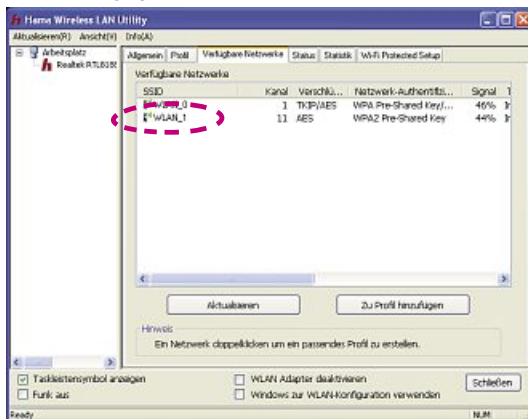 Hama Wireless LAN Utility
Aktualisieren(R) Ansicht(V) Info(A)
Arbeitsplatz
Realtek RTL8188
Allgemein Profil Verfügbare Netzwerke Status Statistik Wi-Fi Protected Setup
Verfügbare Netzwerke
SSID Kanal Verschlü... Netzwerk-Authentifizi... Signal
WLAN_0 1 TKIP/AES WPA Pre-Shared Key/... 46%
WLAN_1 11 AES WPA2 Pre-Shared Key 44%
Aktualisieren Zu Profil hinzufügen
Hinweis
Ein Netzwerk doppelklicken um ein passendes Profil zu erstellen.
Taskleistensymbol anzeigen WLAN Adapter deaktivieren Schließen
Funk aus Windows zur WLAN-Konfiguration verwenden
Ready NUM